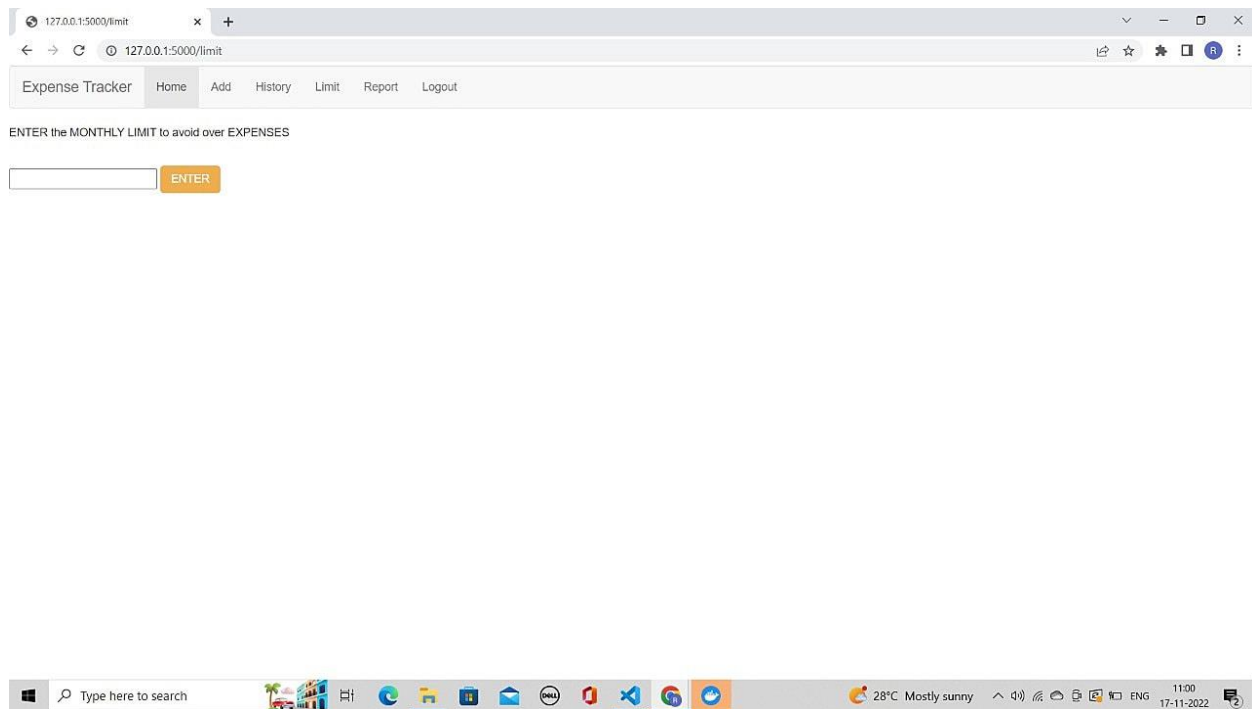 127.0.0.1:5000/limit
127.0.0.1:5000/limit
R
Expense Tracker Home Add History Limit Report Logout
ENTER the MONTHLY LIMIT to avoid over EXPENSES
ENTER
Type here to search
DELL
R
28°C Mostly sunny
ENG
11:00
17-11-2022
2